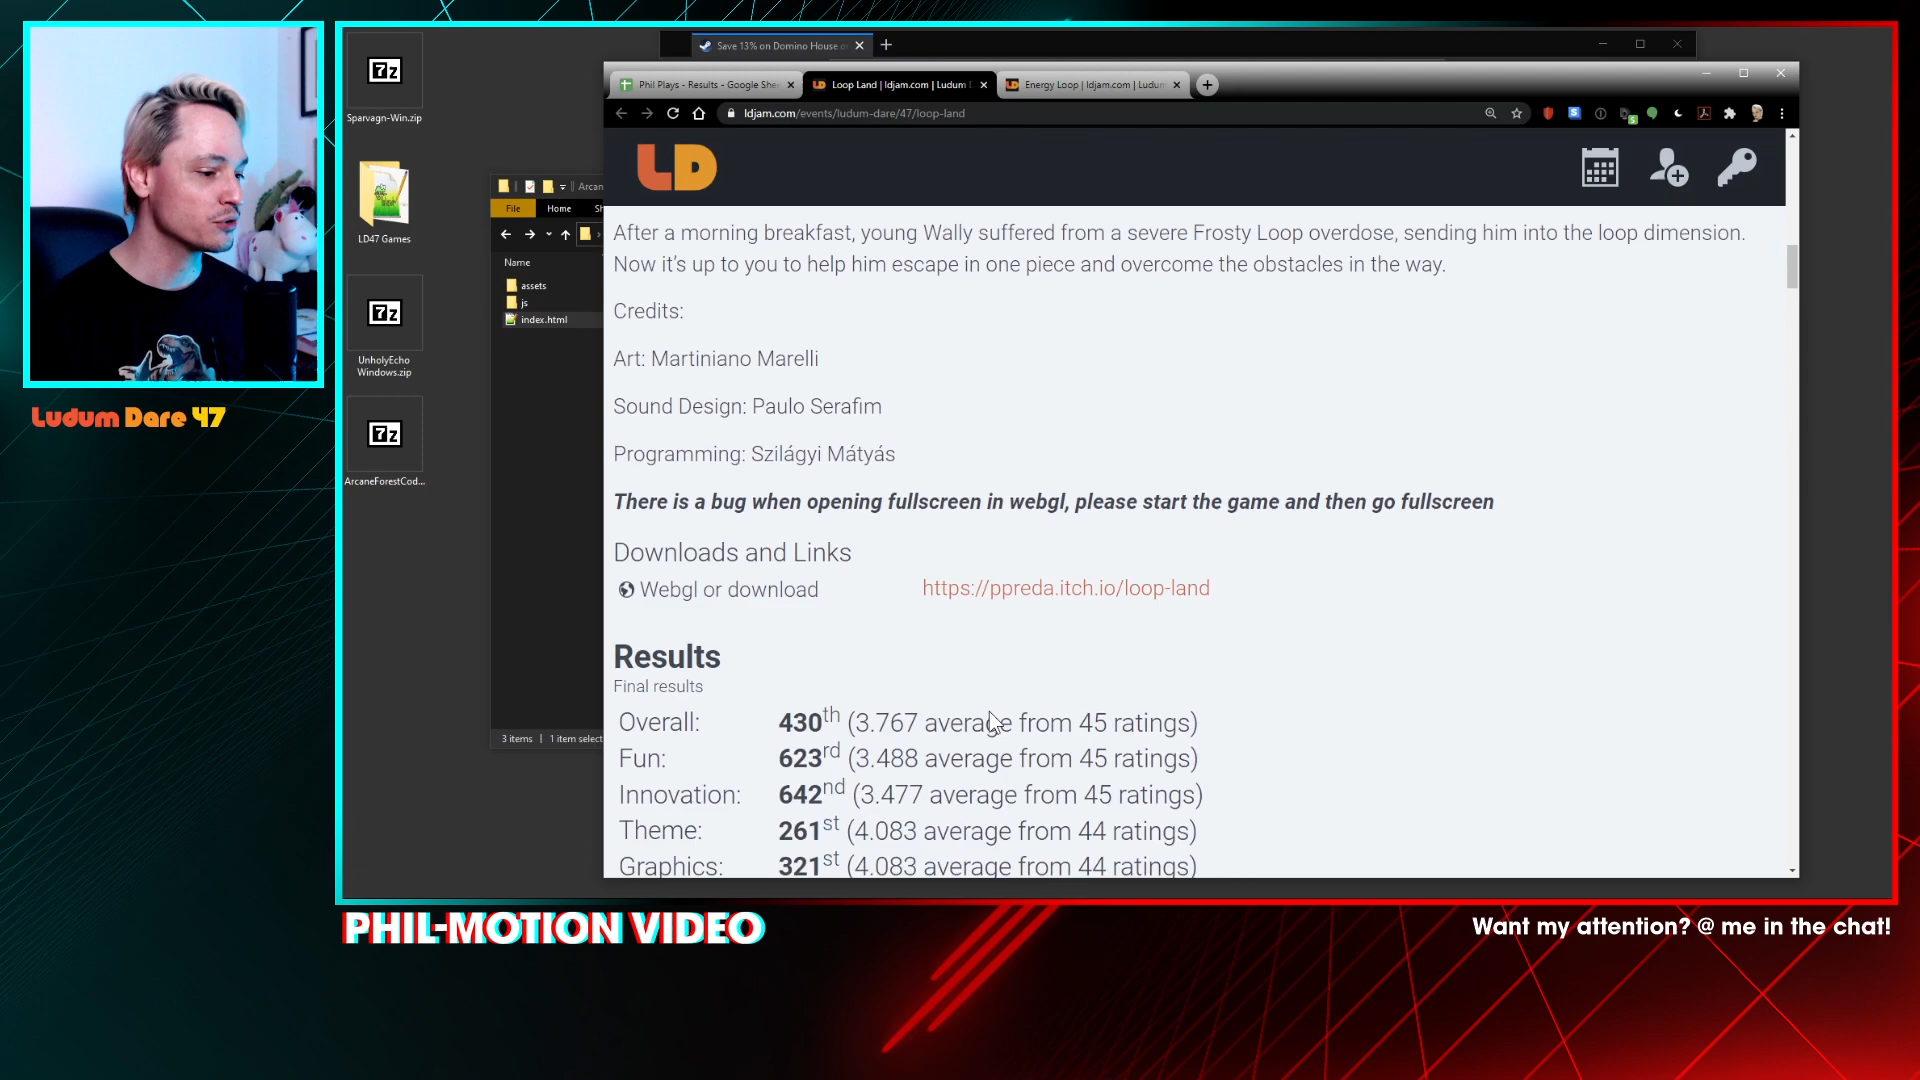 Sparvagn-Win.zip
LD47 Games
UnholyEcho
Windows.zip
ArcaneForestCod...
7z
7z
7z
Ludum Dare 47
Save 13% on Domino House o
Arcan
File
Home
Sh
Name
assets
js
index.html
3 items
1 item select
Phil Plays - Results - Google She
Loop Land | ldjam.com | Ludum D
Energy Loop | ldjam.com | Ludum
ldjam.com/events/ludum-dare/47/loop-land
LD
After a morning breakfast, young Wally suffered from a severe Frosty Loop overdose, sending him into the loop dimension.
Now it's up to you to help him escape in one piece and overcome the obstacles in the way.
Credits:
Art: Martiniano Marelli
Sound Design: Paulo Serafim
Programming: Szilágyi Mátyás
There is a bug when opening fullscreen in webgl, please start the game and then go fullscreen
Downloads and Links
Webgl or download https://ppreda.itch.io/loop-land
Results
Final results
Overall: 430th (3.767 average from 45 ratings)
Fun: 623rd (3.488 average from 45 ratings)
Innovation: 642nd (3.477 average from 45 ratings)
Theme: 261st (4.083 average from 44 ratings)
Graphics: 321st (4.083 average from 44 ratings)
PHIL-MOTION VIDEO
Want my attention? @ me in the chat!